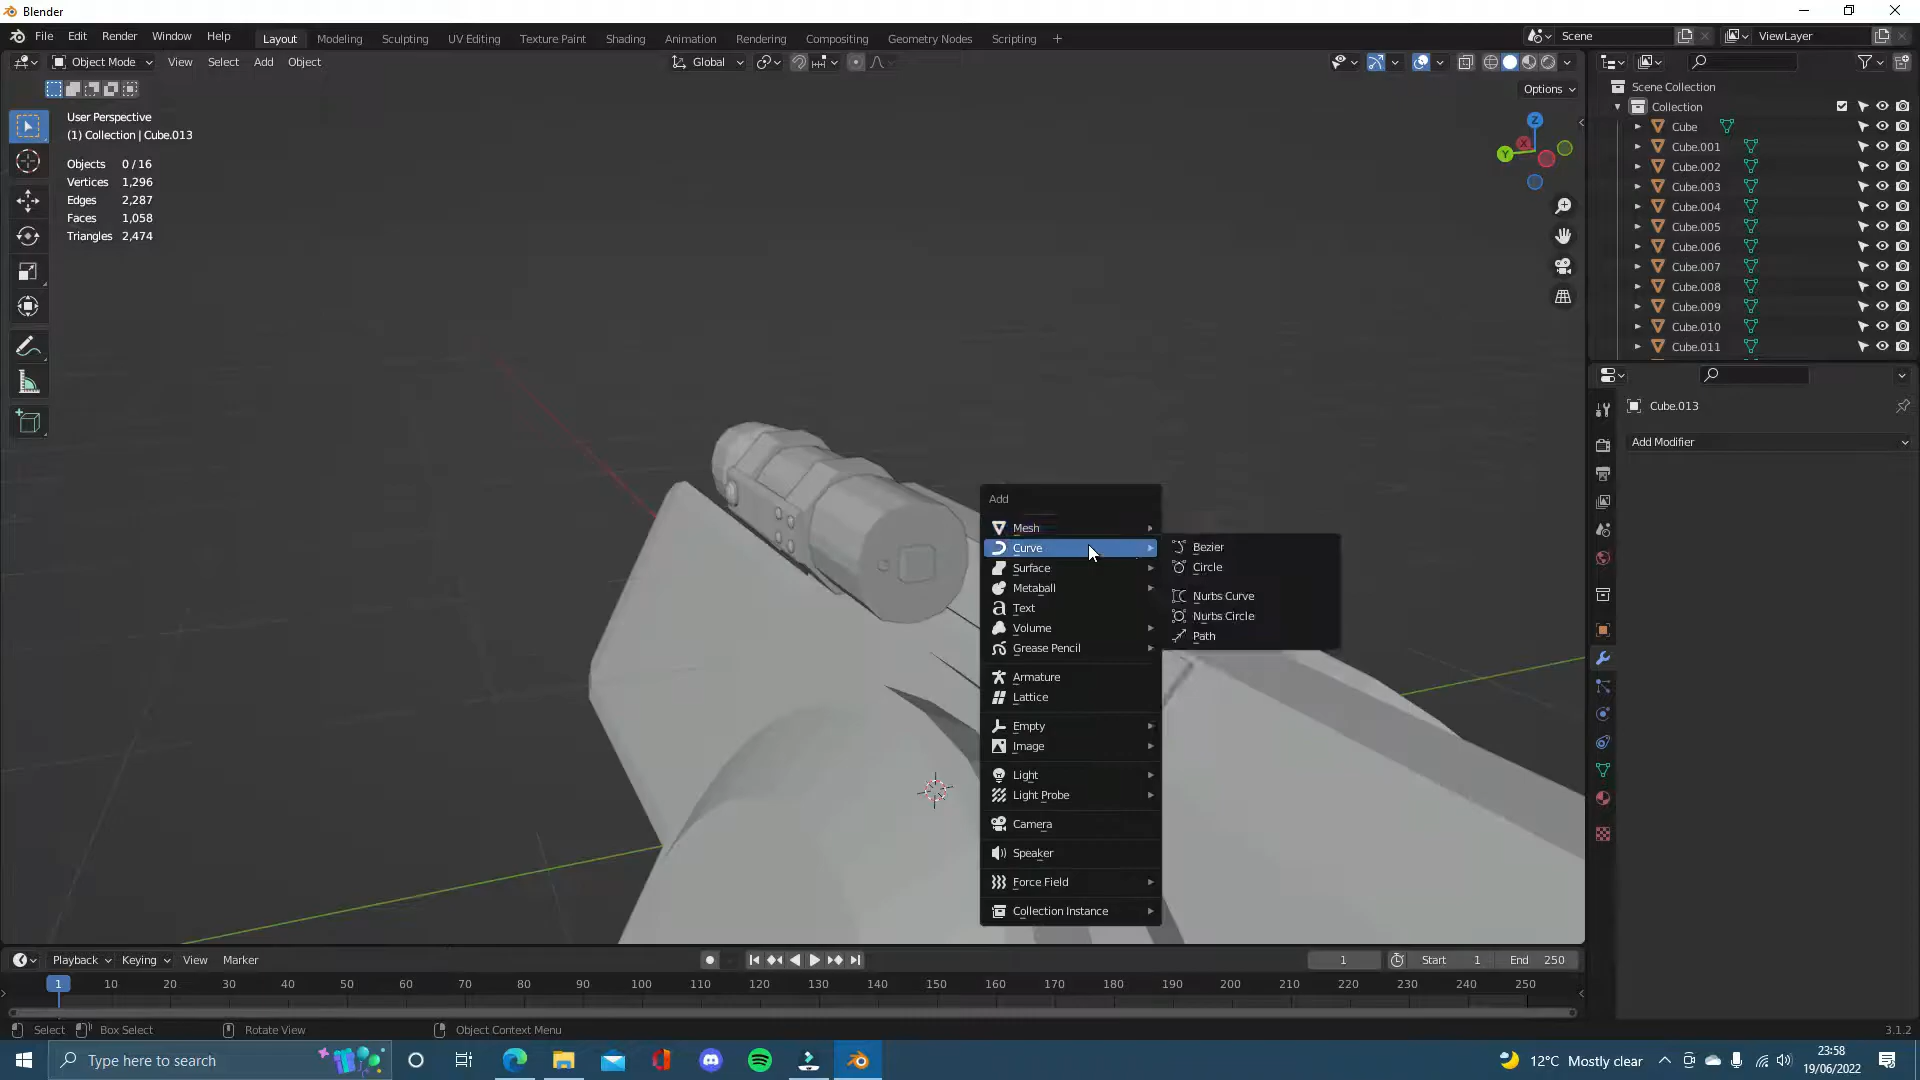 Blender
File Edit Render Window Help
Layout Modeling Sculpting UV Editing Texture Paint Shading Animation Rendering Compositing Geometry Nodes Scripting +
Scene
ViewLayer
Object Mode View Select Add Object
Global
Options
User Perspective
(1) Collection | Cube.013
Objects 0 / 16
Vertices 1,296
Edges 2,287
Faces 1,058
Triangles 2,474
Z
X
Y
Scene Collection
Collection
Cube
Cube.001
Cube.002
Cube.003
Cube.004
Cube.005
Cube.006
Cube.007
Cube.008
Cube.009
Cube.010
Cube.011
Cube.013
Add Modifier
Add
Mesh
Curve
Surface
Metaball
Text
Volume
Grease Pencil
Armature
Lattice
Empty
Image
Light
Light Probe
Camera
Speaker
Force Field
Collection Instance
Bezier
Circle
Nurbs Curve
Nurbs Circle
Path
Playback Keying View Marker
1
Start 1
End 250
1 10 20 30 40 50 60 70 80 90 100 110 120 130 140 150 160 170 180 190 200 210 220 230 240 250
Select Box Select Rotate View Object Context Menu
3.1.2
Type here to search
12°C Mostly clear
23:58
19/06/2022